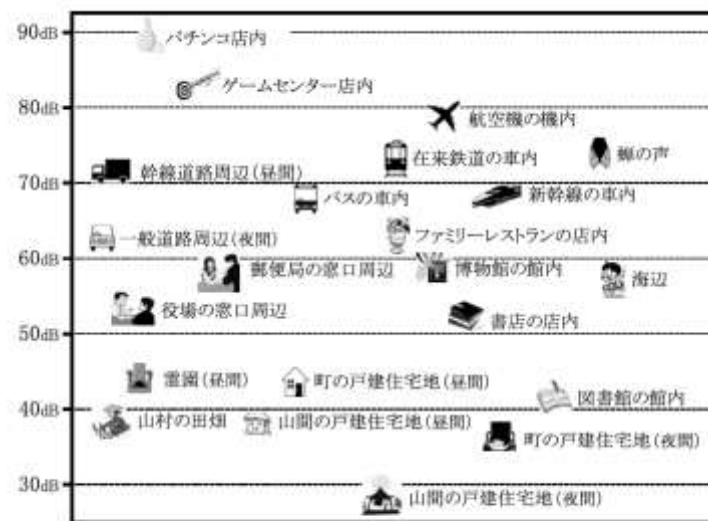 90dB
パチンコ店内
ゲームセンター店内
80dB
航空機の機内
在来鉄道の車内
蝉の声
幹線道路周辺(昼間)
70dB
バスの車内
新幹線の車内
一般道路周辺(夜間)
ファミリーレストランの店内
60dB
郵便局の窓口周辺
博物館の館内
海辺
役場の窓口周辺
書店の店内
50dB
霊園(昼間)
町の戸建住宅地(昼間)
図書館の館内
40dB
山村の田畑
山間の戸建住宅地(昼間)
町の戸建住宅地(夜間)
30dB
山間の戸建住宅地(夜間)